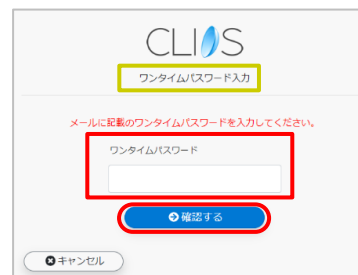 CLIOS
ワンタイムパスワード入力
メールに記載のワンタイムパスワードを入力してください。
ワンタイムパスワード
確認する
キャンセル